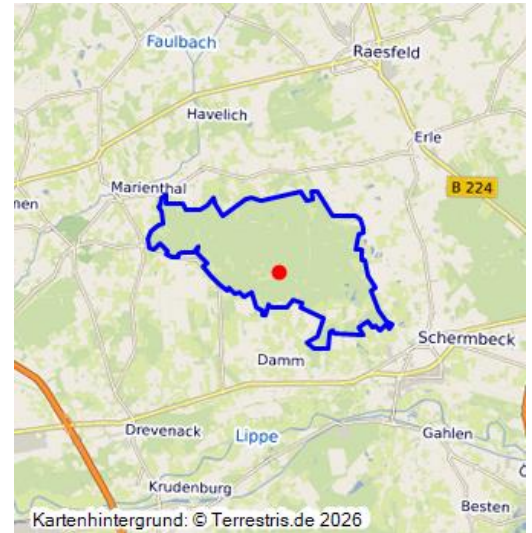 Faulbach
Raesfeld
Havelich
Erle
Marienthal
B 224
nen
Schermbeck
Damm
Drevenack
Lippe
Gahlen
Krudenburg
Besten
Kartenhintergrund: © Terrestris.de 2026